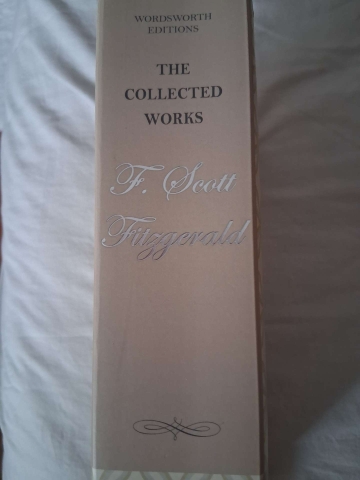 WORDSWORTH
EDITIONS
THE
COLLECTED
WORKS
F. Scott
Fitzgerald